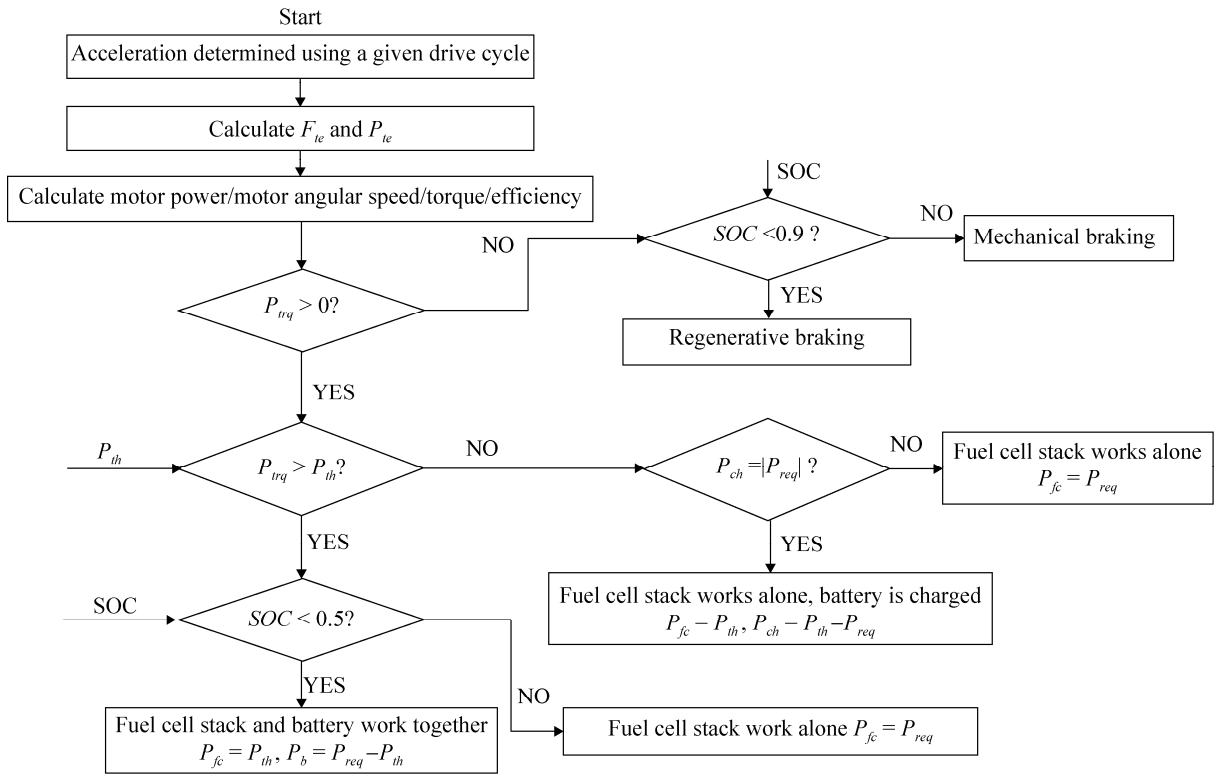 Start
Acceleration determined using a given drive cycle
Calculate F_te and P_te
Calculate motor power/motor angular speed/torque/efficiency
SOC
SOC <0.9 ?
NO
Mechanical braking
YES
Regenerative braking
NO
P_trq > 0?
YES
P_th
P_trq > P_th?
NO
P_ch =|P_req| ?
NO
Fuel cell stack works alone
P_fc = P_req
YES
Fuel cell stack works alone, battery is charged
P_fc − P_th, P_ch − P_th−P_req
YES
SOC
SOC < 0.5?
YES
Fuel cell stack and battery work together
P_fc = P_th, P_b = P_req−P_th
NO
Fuel cell stack work alone P_fc = P_req